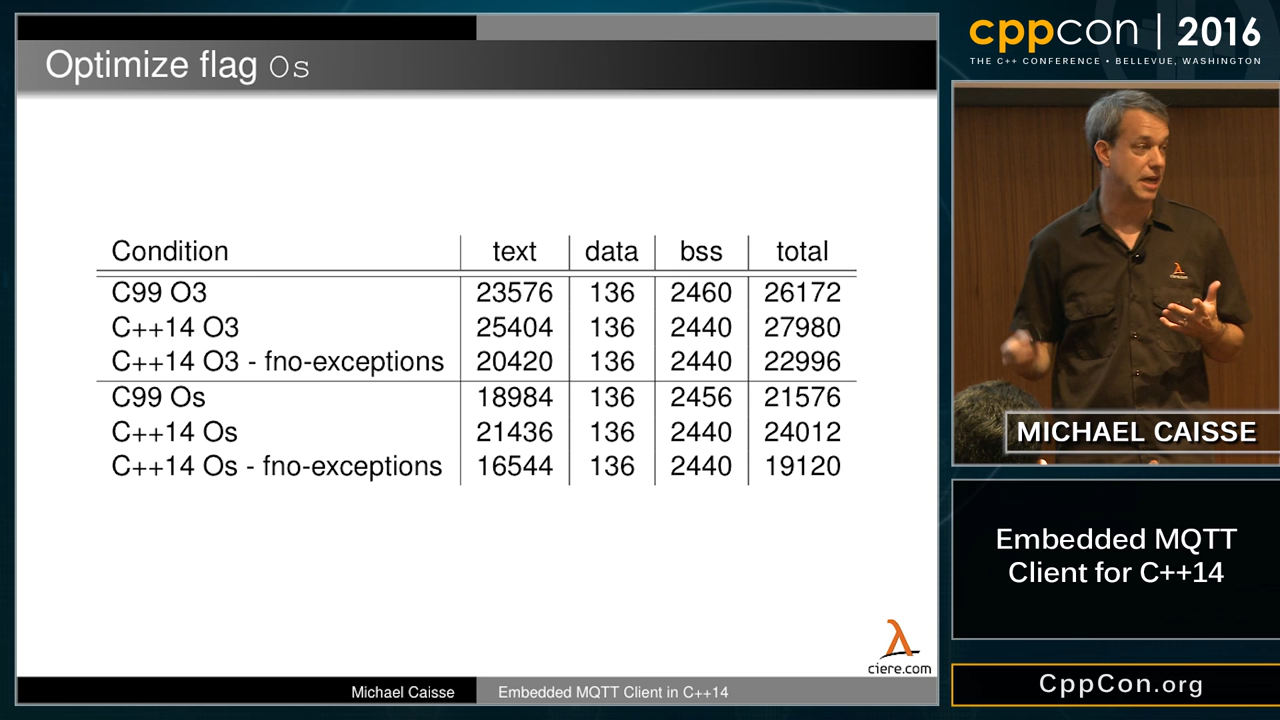 Optimize flag Os
Condition text data bss total
C99 O3 23576 136 2460 26172
C++14 O3 25404 136 2440 27980
C++14 O3 - fno-exceptions 20420 136 2440 22996
C99 Os 18984 136 2456 21576
C++14 Os 21436 136 2440 24012
C++14 Os - fno-exceptions 16544 136 2440 19120
ciere.com
Michael Caisse Embedded MQTT Client in C++14
cppcon | 2016
THE C++ CONFERENCE • BELLEVUE, WASHINGTON
ciere.com
MICHAEL CAISSE
Embedded MQTT
Client for C++14
CppCon.org